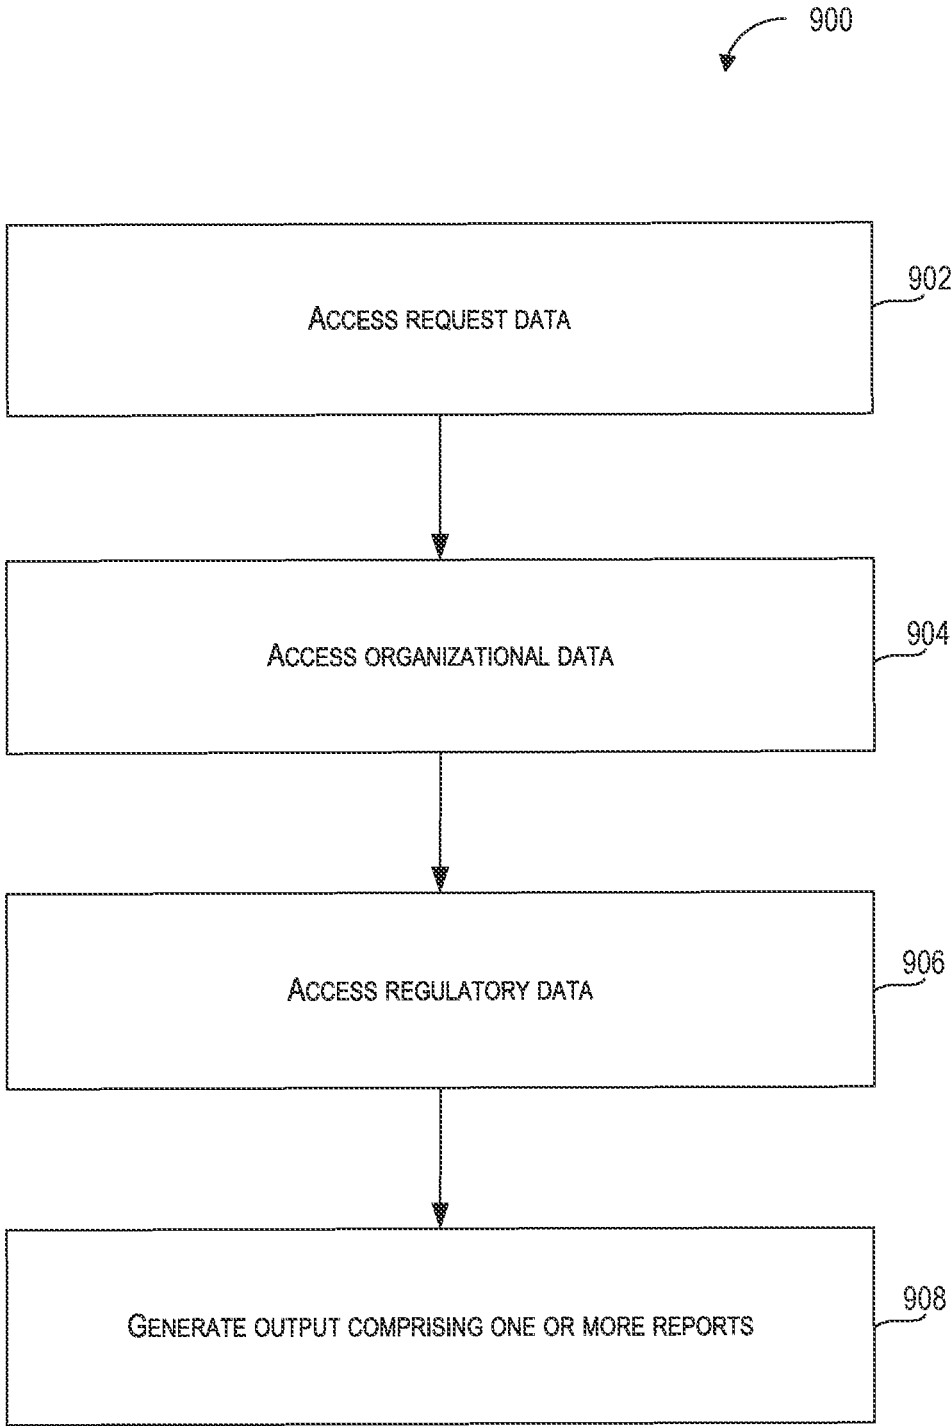 900
ACCESS REQUEST DATA
902
ACCESS ORGANIZATIONAL DATA
904
ACCESS REGULATORY DATA
906
GENERATE OUTPUT COMPRISING ONE OR MORE REPORTS
908